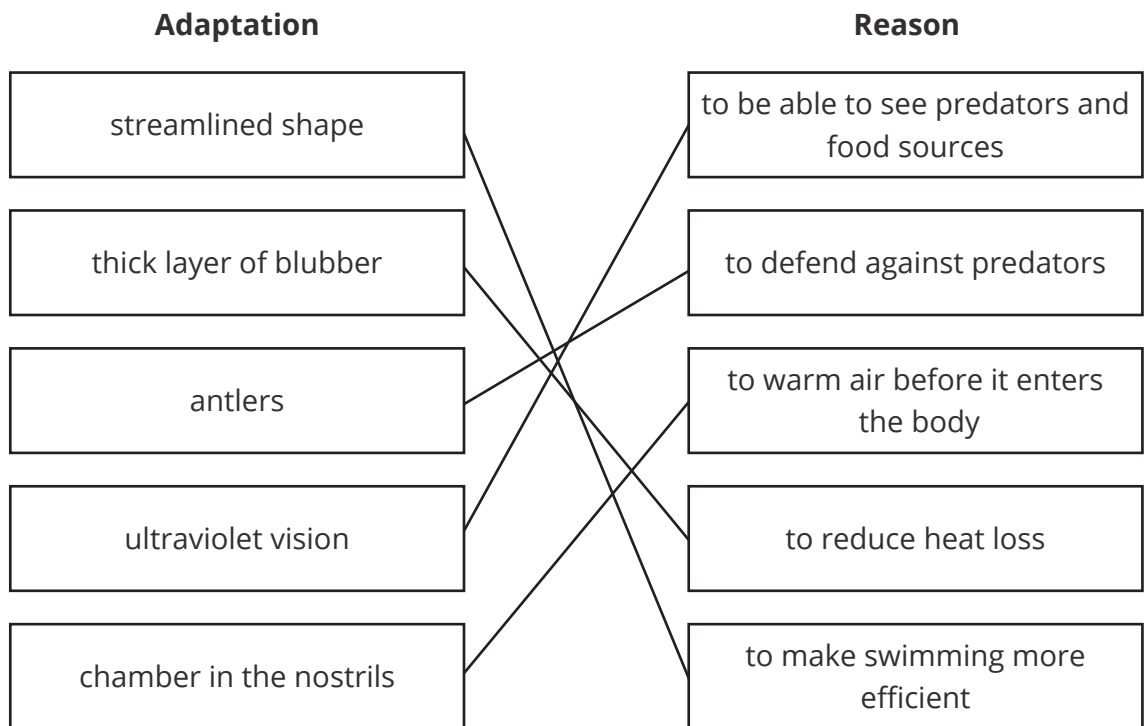 Adaptation
Reason
streamlined shape
to be able to see predators and
food sources
thick layer of blubber
to defend against predators
antlers
to warm air before it enters
the body
ultraviolet vision
to reduce heat loss
chamber in the nostrils
to make swimming more
efficient